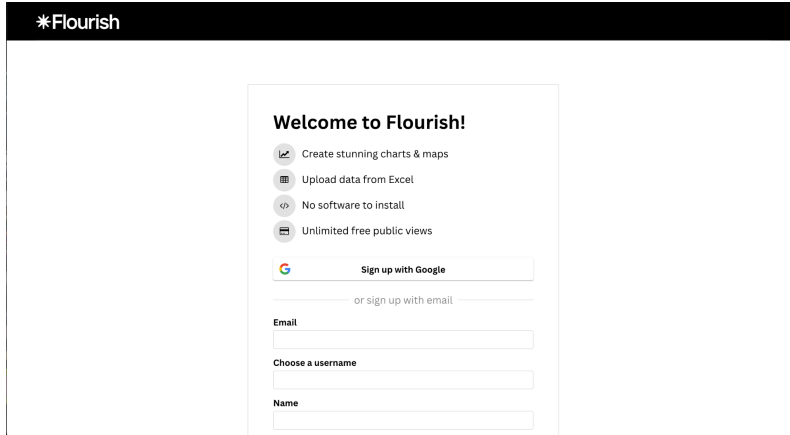 Flourish
Welcome to Flourish!
Create stunning charts & maps
Upload data from Excel
No software to install
Unlimited free public views
Sign up with Google
or sign up with email
Email
Choose a username
Name